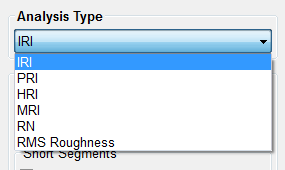 Analysis Type
IRI
IRI
PRI
HRI
MRI
RN
RMS Roughness
Short Segments